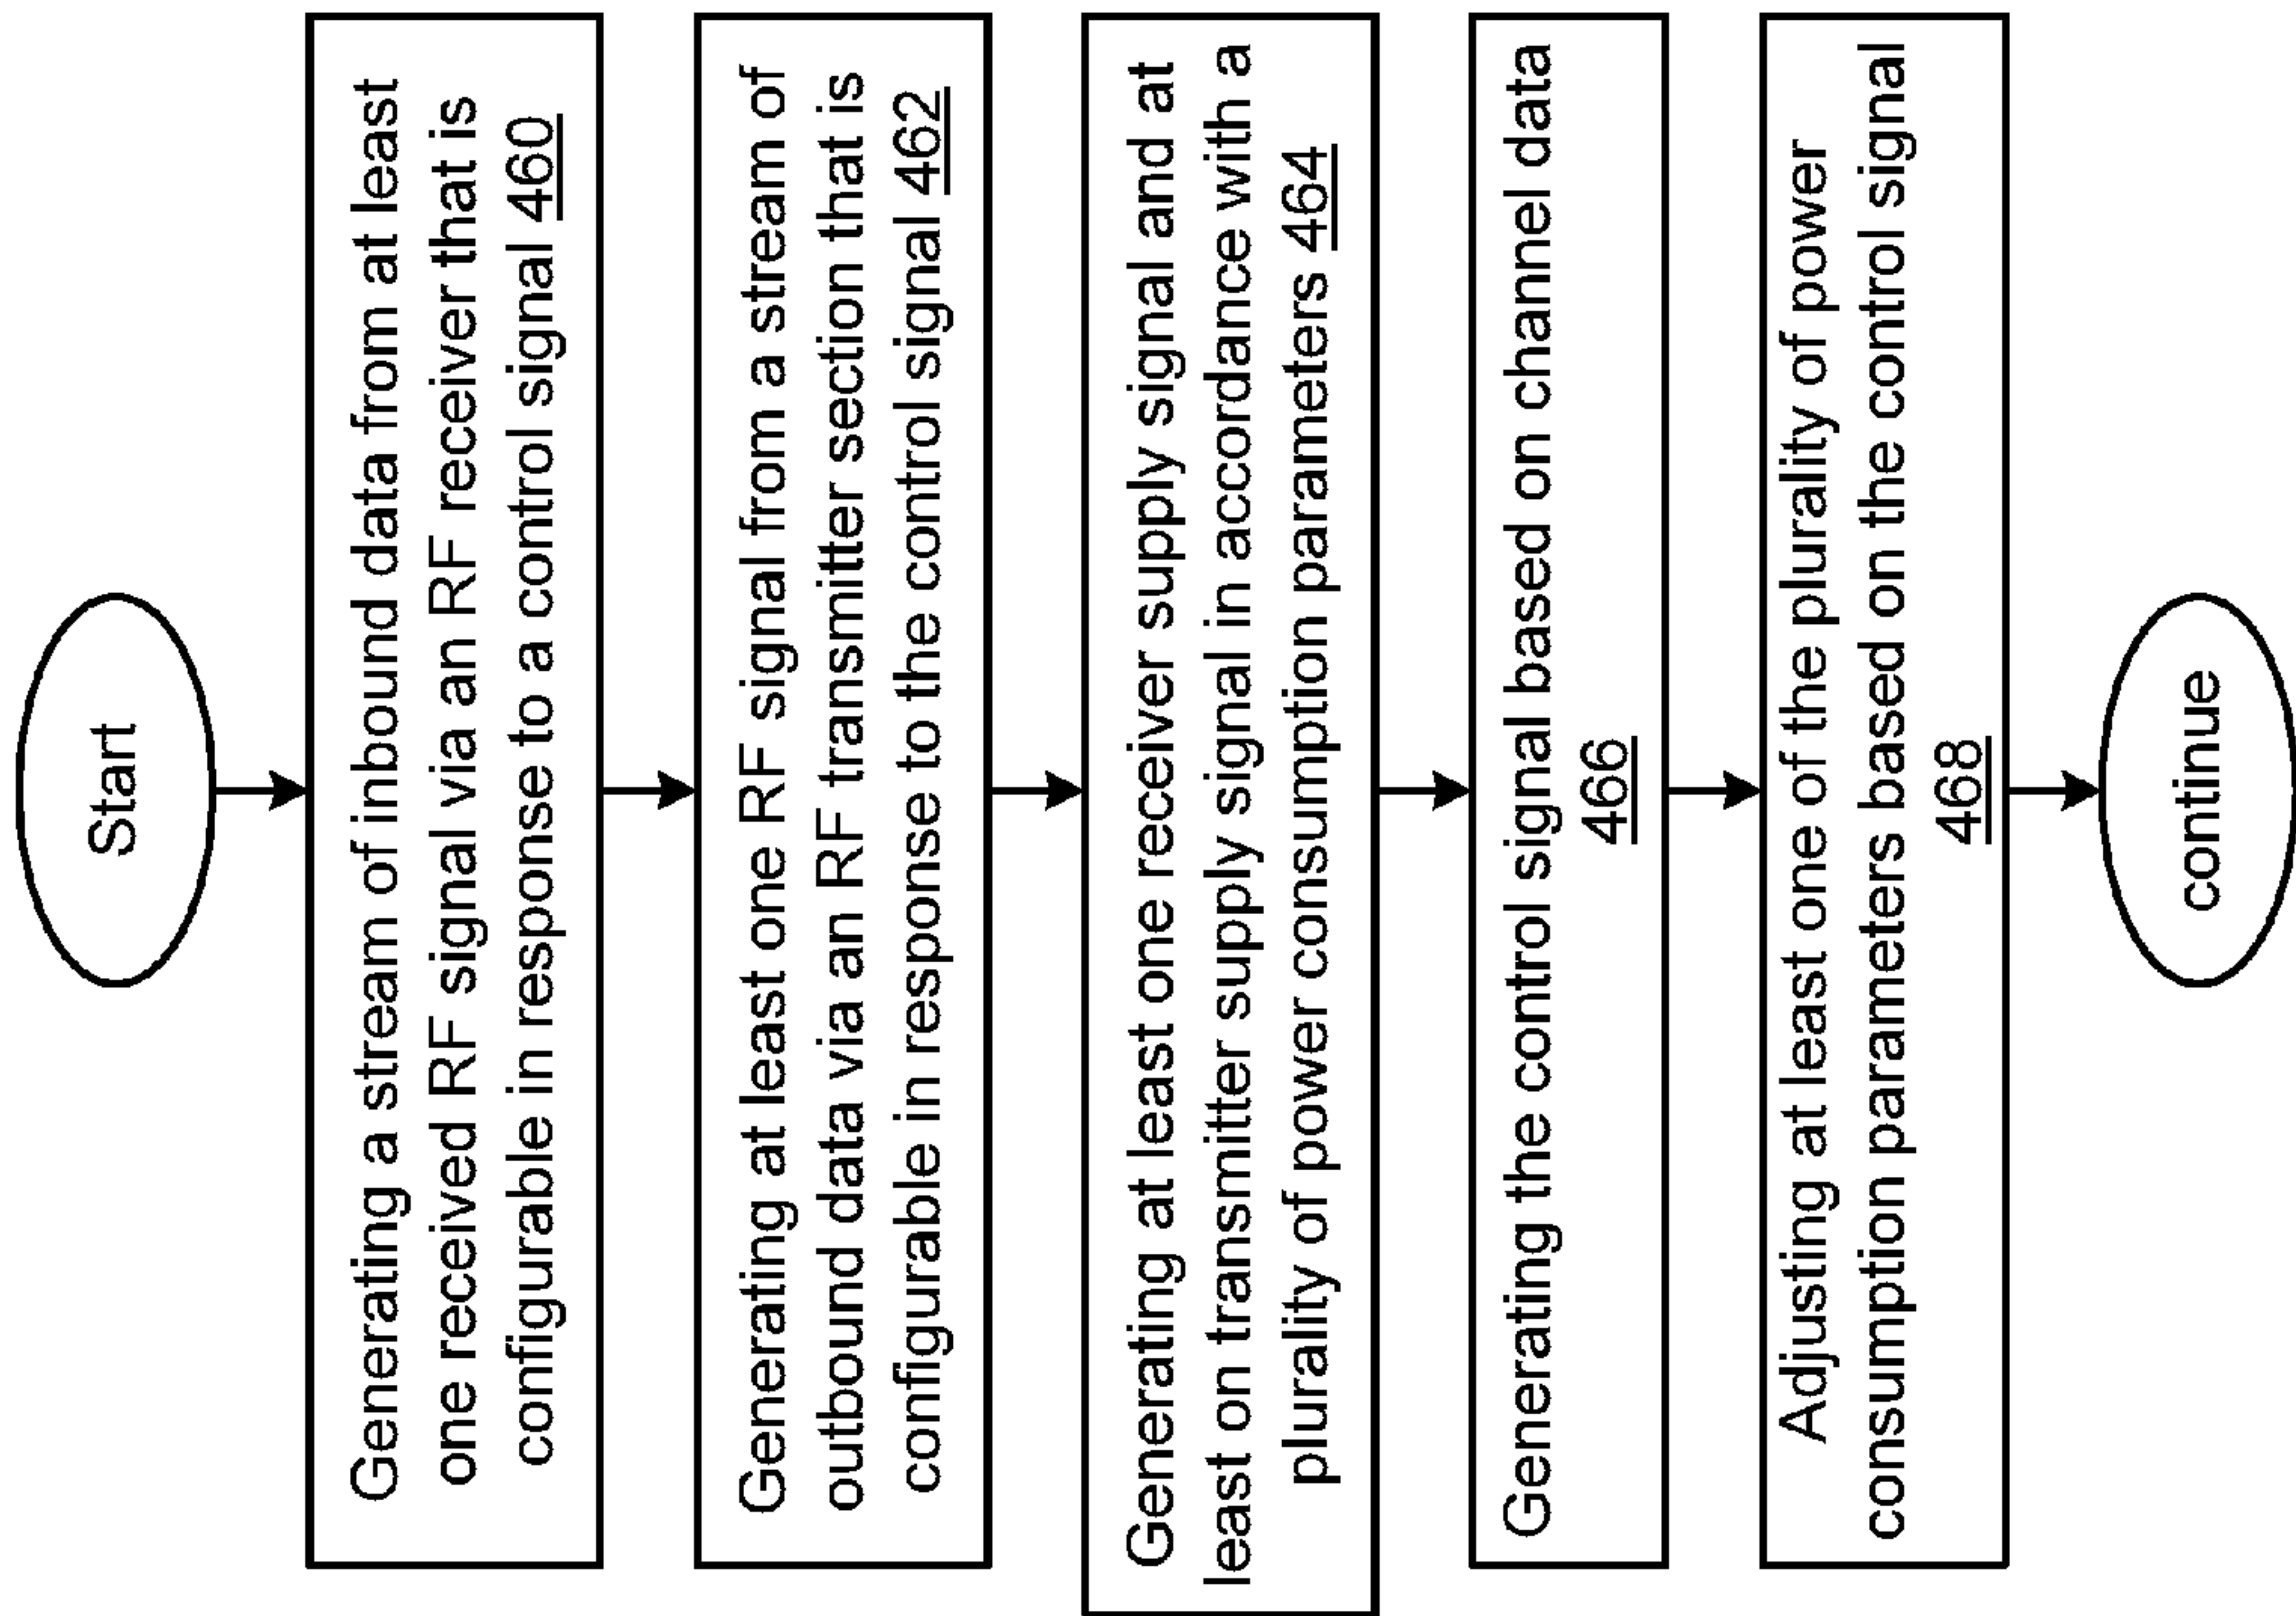 Start
Generating a stream of inbound data from at least
one received RF signal via an RF receiver that is
configurable in response to a control signal 460
Generating at least one RF signal from a stream of
outbound data via an RF transmitter section that is
configurable in response to the control signal 462
Generating at least one receiver supply signal and at
least on transmitter supply signal in accordance with a
plurality of power consumption parameters 464
Generating the control signal based on channel data
466
Adjusting at least one of the plurality of power
consumption parameters based on the control signal
468
continue